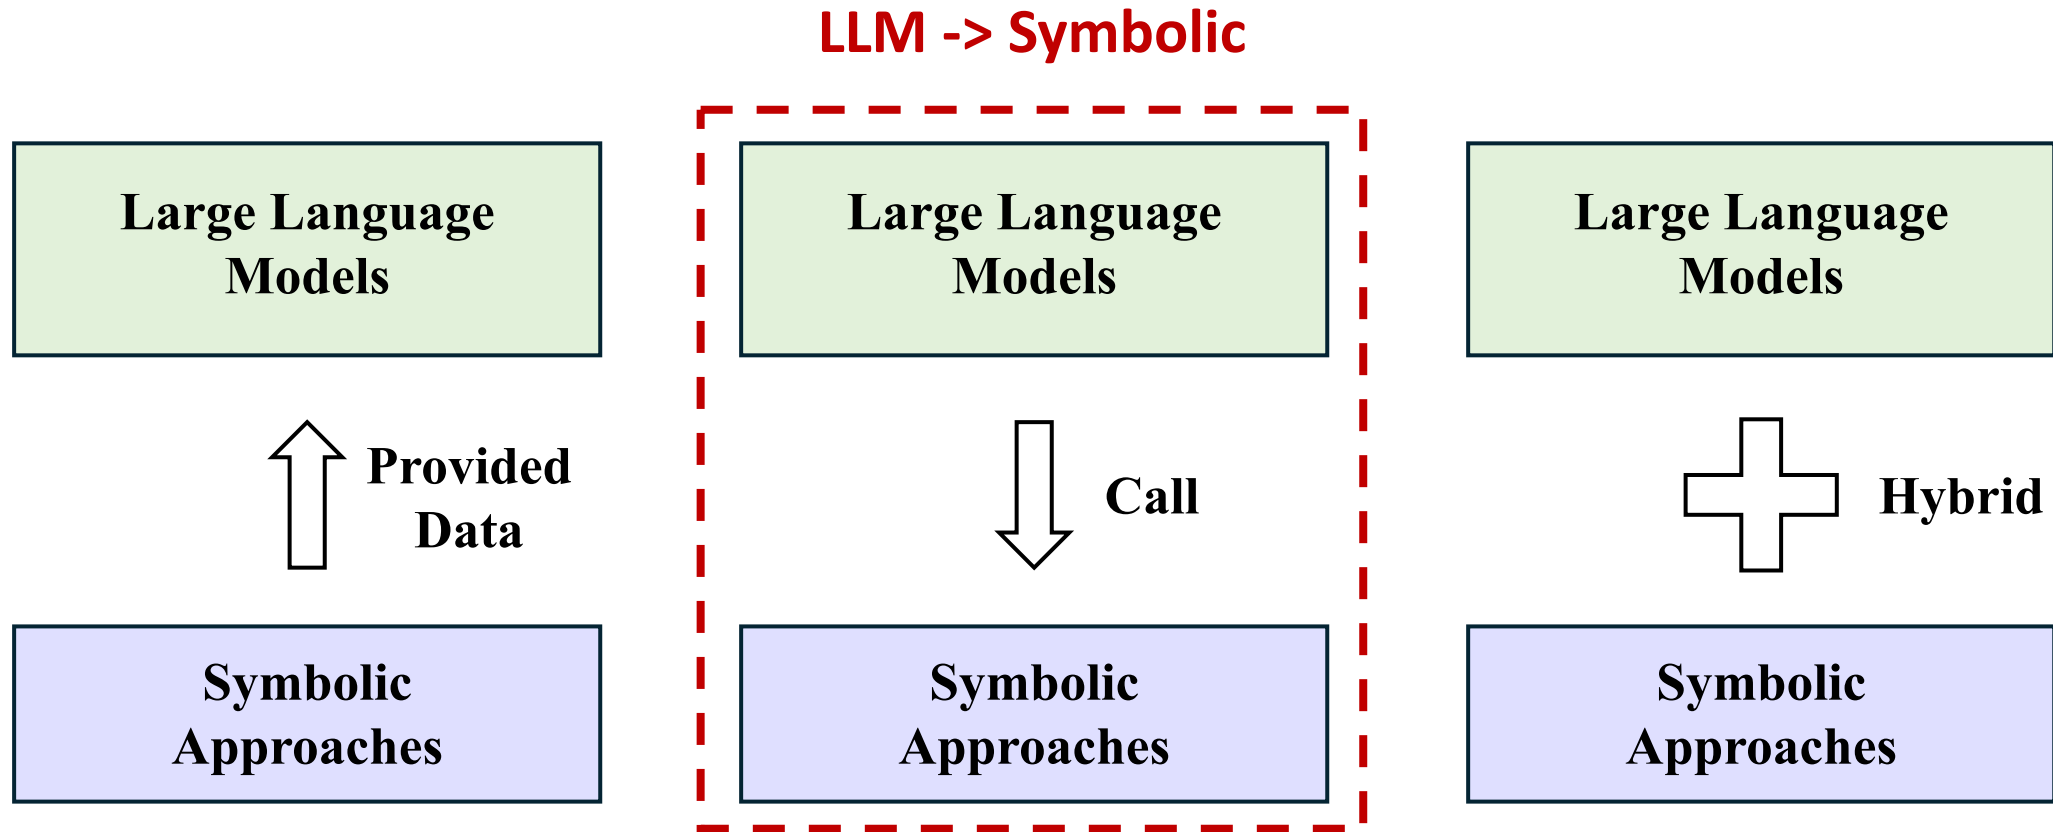 LLM -> Symbolic
Large Language
Models
Provided
Data
Symbolic
Approaches
Large Language
Models
Call
Symbolic
Approaches
Large Language
Models
Hybrid
Symbolic
Approaches